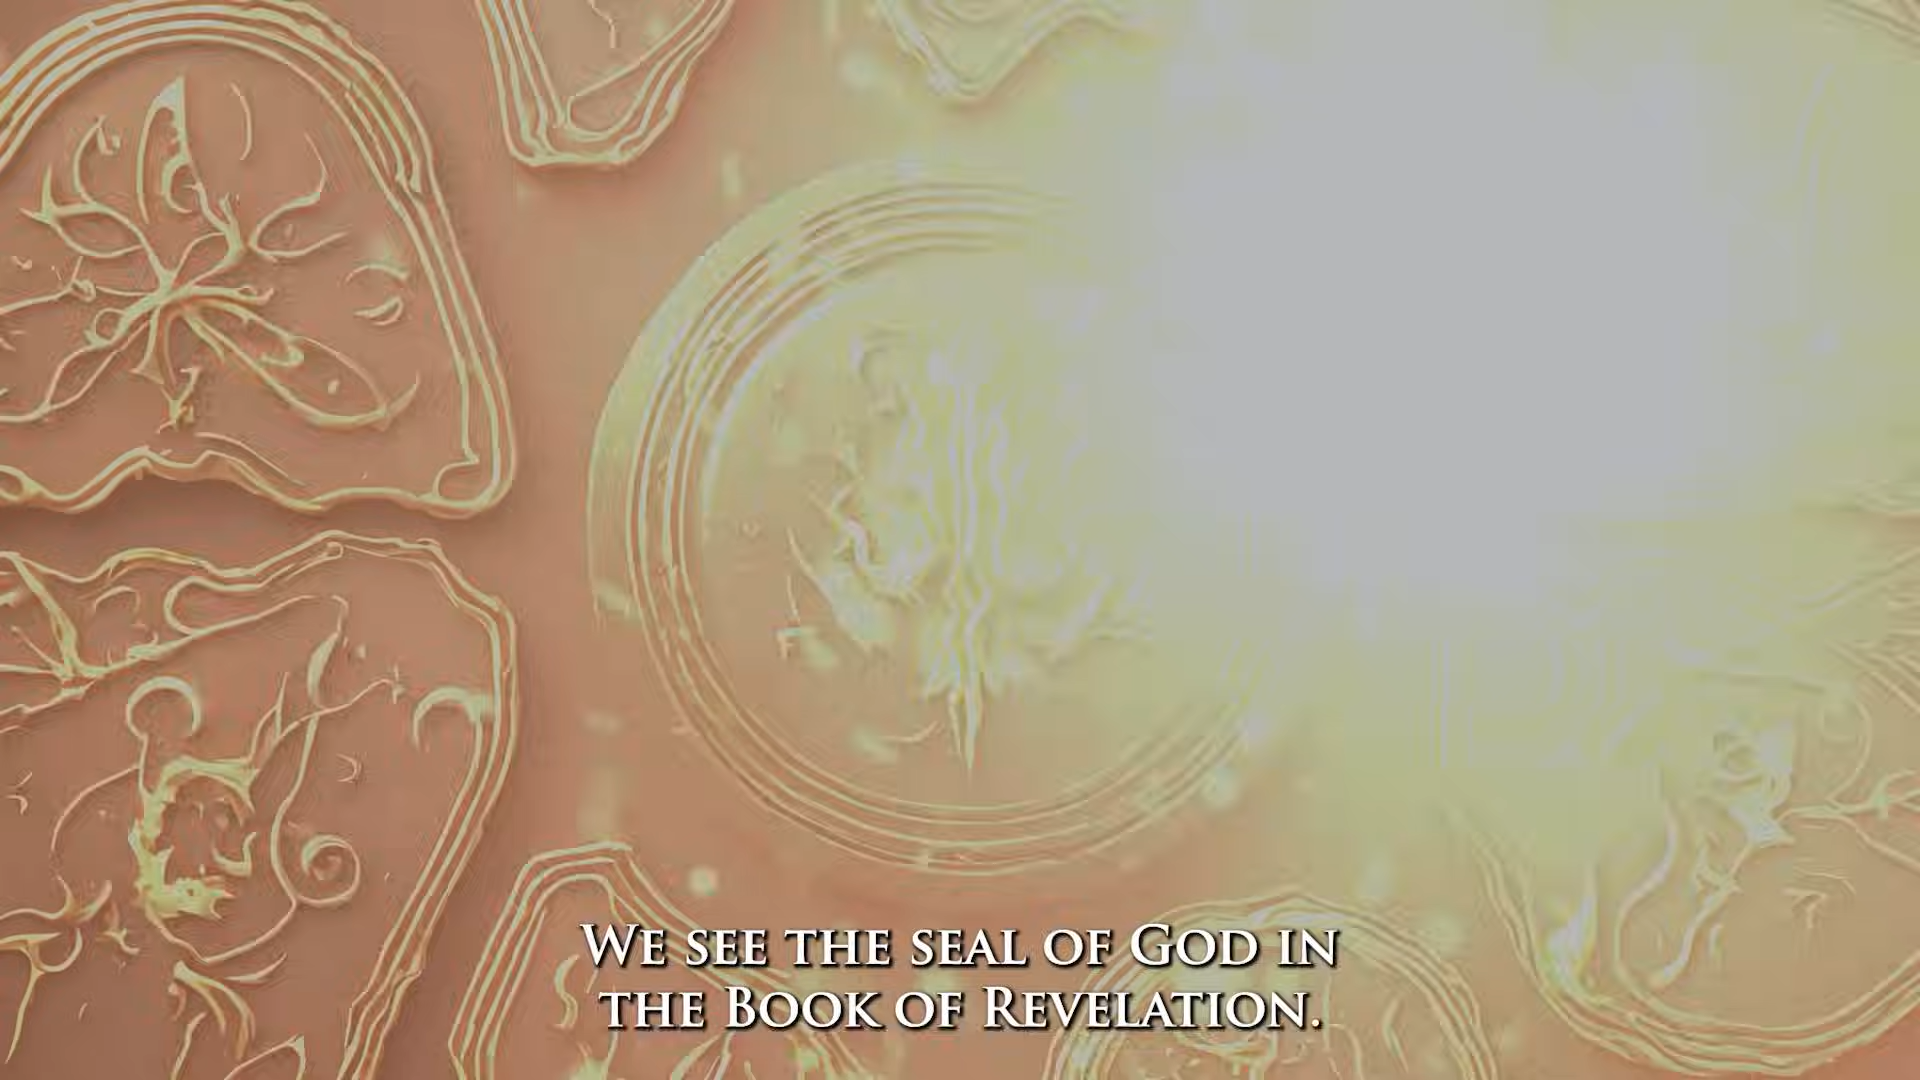 We see the seal of God in
the Book of Revelation.